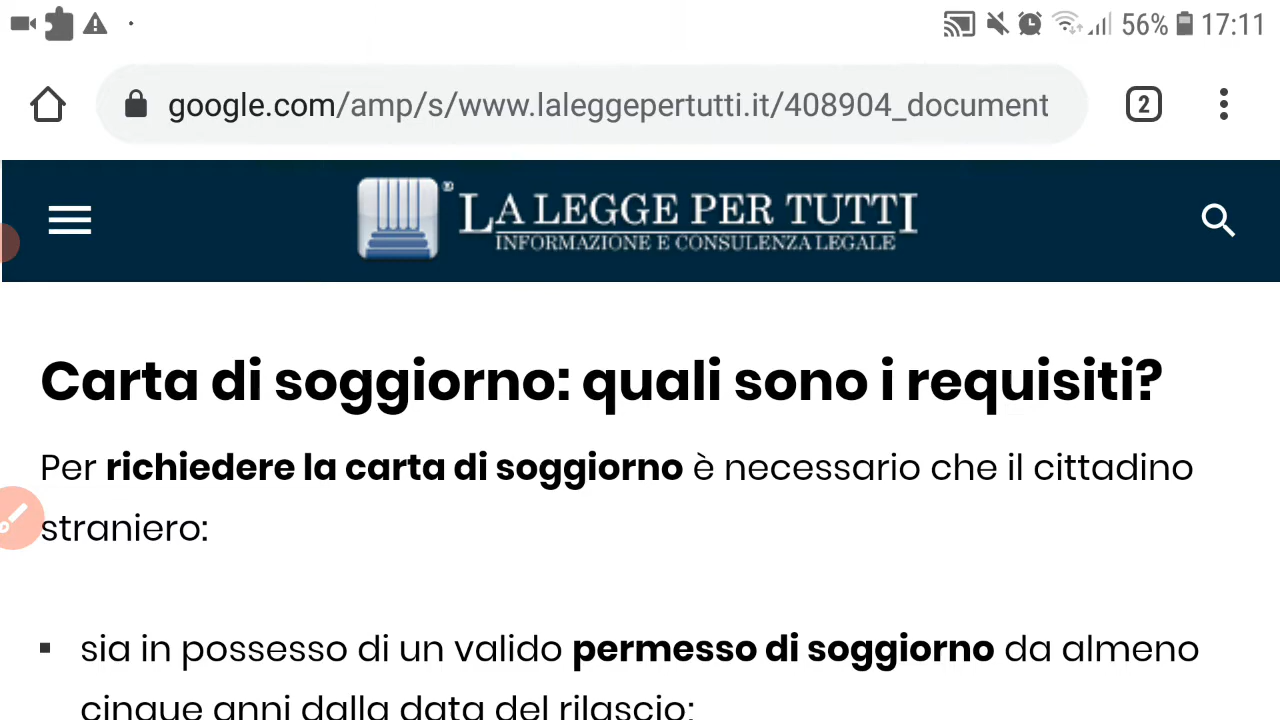 56% 17:11
google.com/amp/s/www.laleggepertutti.it/408904_document
2
® LA LEGGE PER TUTTI
INFORMAZIONE E CONSULENZA LEGALE
Carta di soggiorno: quali sono i requisiti?
Per richiedere la carta di soggiorno è necessario che il cittadino
straniero:
▪ sia in possesso di un valido permesso di soggiorno da almeno
cinque anni dalla data del rilascio;